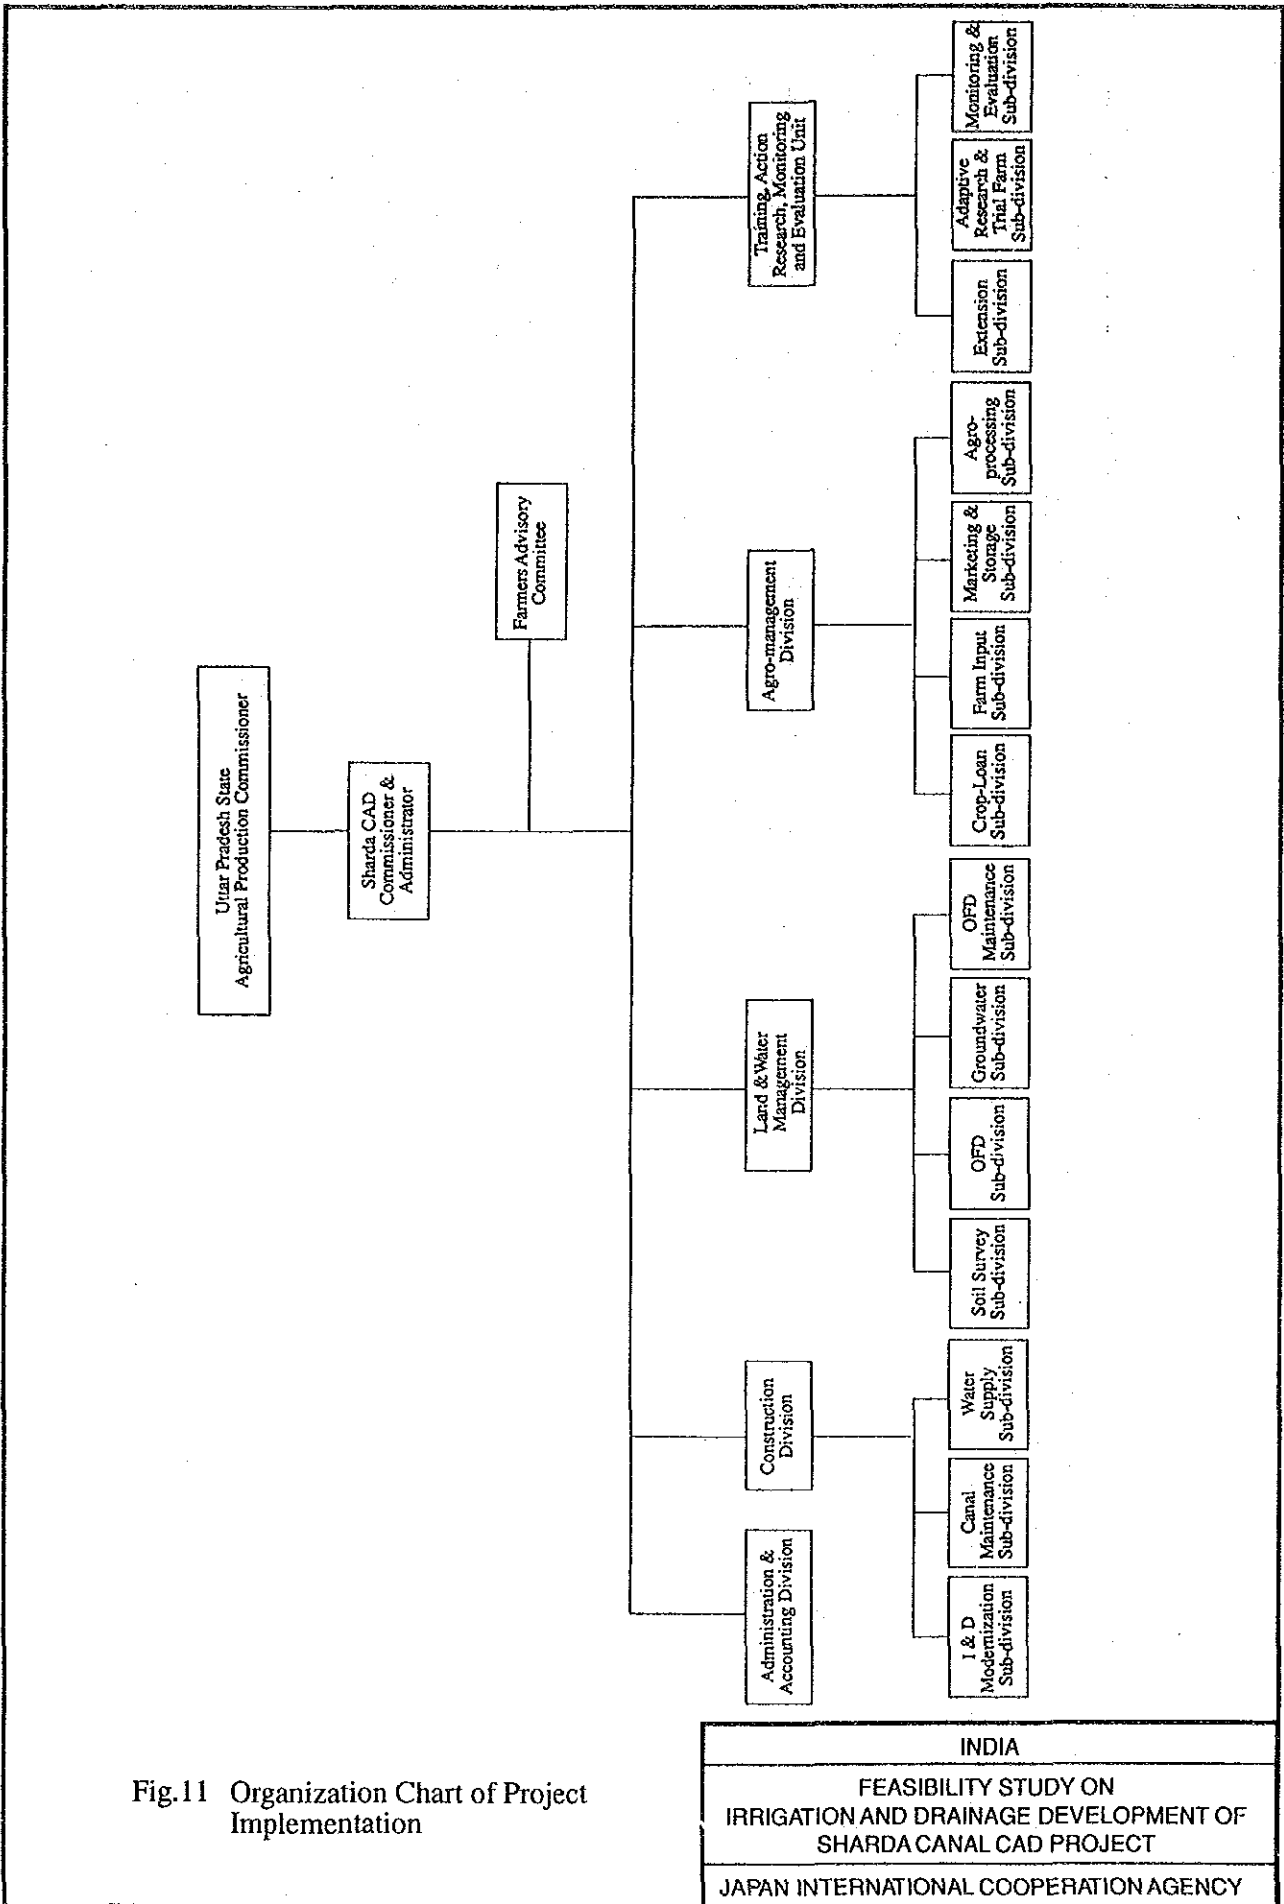 Uttar Pradesh State
Agricultural Production Commissioner
Sharda CAD
Commissioner &
Administrator
Farmers Advisory
Committee
Administration &
Accounting Division
Construction
Division
Land & Water
Management
Division
Agro-management
Division
Training, Action
Research, Monitoring
and Evaluation Unit
I & D
Modernization
Sub-division
Canal
Maintenance
Sub-division
Water
Supply
Sub-division
Soil Survey
Sub-division
OFD
Sub-division
Groundwater
Sub-division
OFD
Maintenance
Sub-division
Crop-Loan
Sub-division
Farm Input
Sub-division
Marketing &
Storage
Sub-division
Agro-
processing
Sub-division
Extension
Sub-division
Adaptive
Research &
Trial Farm
Sub-division
Monitoring &
Evaluation
Sub-division
Fig.11 Organization Chart of Project
Implementation
INDIA
FEASIBILITY STUDY ON
IRRIGATION AND DRAINAGE DEVELOPMENT OF
SHARDA CANAL CAD PROJECT
JAPAN INTERNATIONAL COOPERATION AGENCY